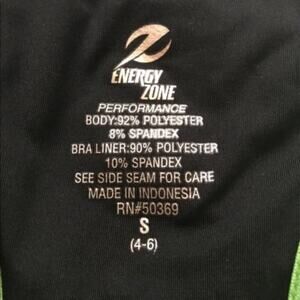 ENERGY
ZONE
PERFORMANCE
BODY:92% POLYESTER
8% SPANDEX
BRA LINER:90% POLYESTER
10% SPANDEX
SEE SIDE SEAM FOR CARE
MADE IN INDONESIA
RN#50369
S
(4-6)